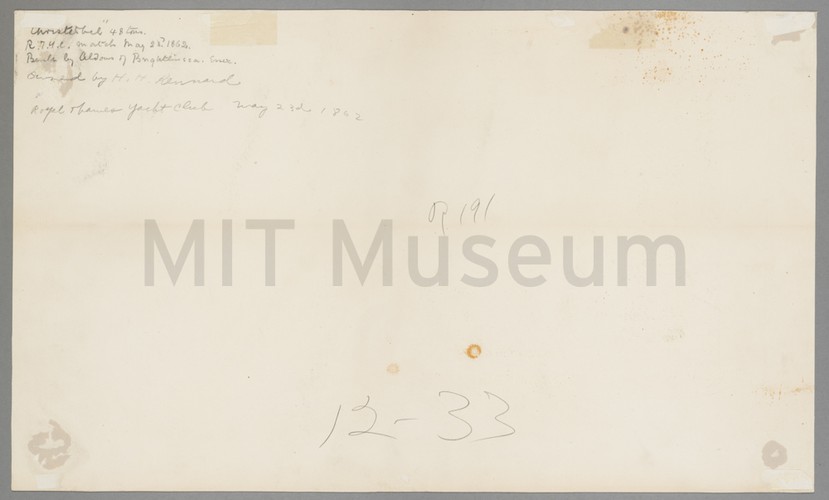 Christabel" 48 tons.
R.T.Y.C. match May 23rd 1862.
Built by Aldous of Brightlingsea. Essex.
Owned by H. H. Kennard
"Royal Thames Yacht Club May 23rd 1862
R 191
MIT Museum
12-33